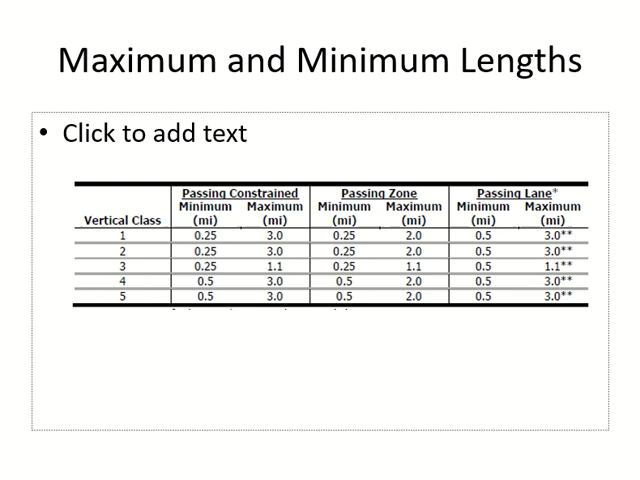 Maximum and Minimum Lengths
• Click to add text
Passing Constrained Passing Zone Passing Lane*
Minimum Maximum Minimum Maximum Minimum Maximum
Vertical Class (mi) (mi) (mi) (mi) (mi) (mi)
1 0.25 3.0 0.25 2.0 0.5 3.0**
2 0.25 3.0 0.25 2.0 0.5 3.0**
3 0.25 1.1 0.25 1.1 0.5 1.1**
4 0.5 3.0 0.5 2.0 0.5 3.0**
5 0.5 3.0 0.5 2.0 0.5 3.0**